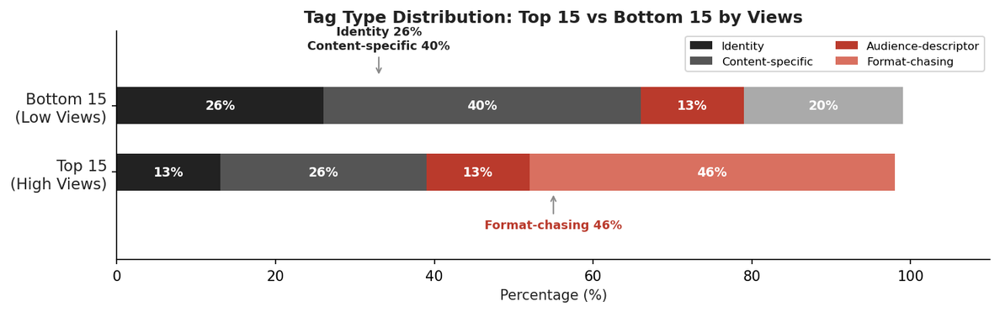 Tag Type Distribution: Top 15 vs Bottom 15 by Views
Identity 26%
Content-specific 40%
Identity
Content-specific
Audience-descriptor
Format-chasing
Bottom 15
(Low Views)
26%
40%
13%
20%
Top 15
(High Views)
13%
26%
13%
46%
Format-chasing 46%
0
20
40
60
80
100
Percentage (%)